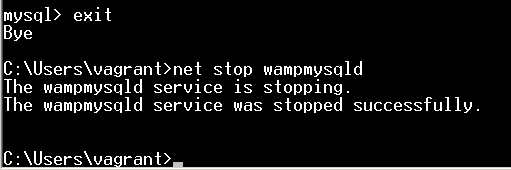 mysql> exit
Bye
C:\Users\vagrant>net stop wampmysqld
The wampmysqld service is stopping.
The wampmysqld service was stopped successfully.
C:\Users\vagrant>_